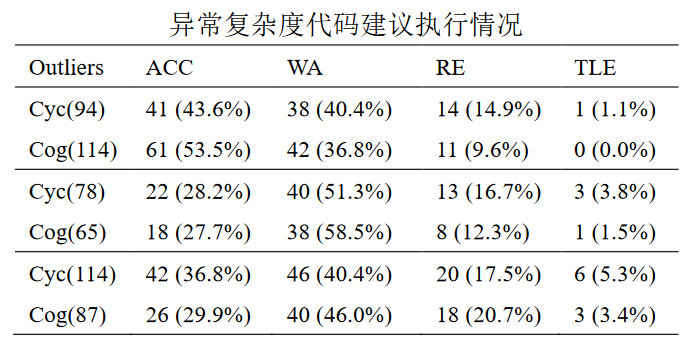 异常复杂度代码建议执行情况
Outliers ACC WA RE TLE
Cyc(94) 41 (43.6%) 38 (40.4%) 14 (14.9%) 1 (1.1%)
Cog(114) 61 (53.5%) 42 (36.8%) 11 (9.6%) 0 (0.0%)
Cyc(78) 22 (28.2%) 40 (51.3%) 13 (16.7%) 3 (3.8%)
Cog(65) 18 (27.7%) 38 (58.5%) 8 (12.3%) 1 (1.5%)
Cyc(114) 42 (36.8%) 46 (40.4%) 20 (17.5%) 6 (5.3%)
Cog(87) 26 (29.9%) 40 (46.0%) 18 (20.7%) 3 (3.4%)